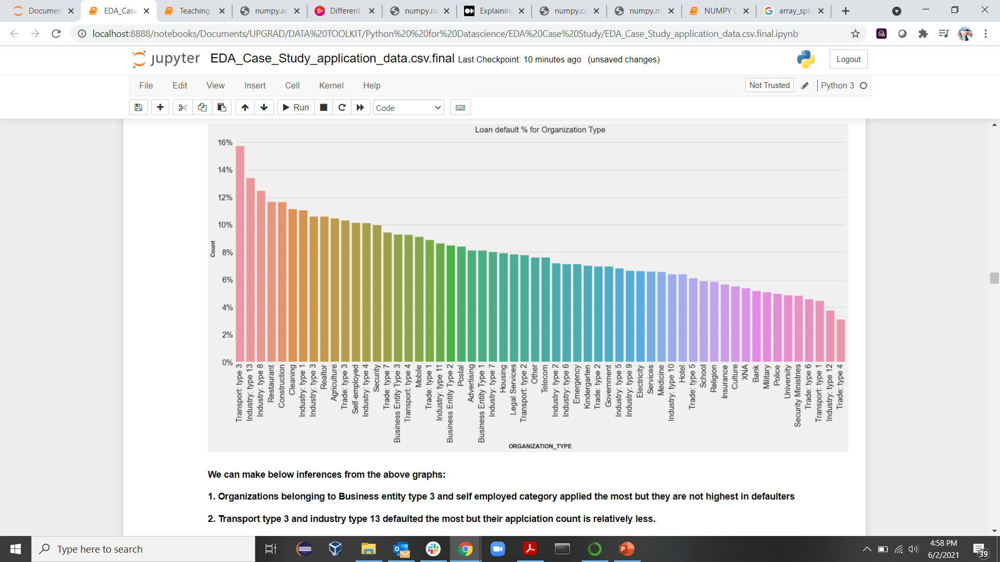 Documen
EDA_Case
Teaching
numpy.ar
Different
numpy.ra
Explaining
numpy.co
numpy.m
NUMPY C
array_spli
localhost:8888/notebooks/Documents/UPGRAD/DATA%20TOOLKIT/Python%20%20for%20Datascience/EDA%20Case%20Study/EDA_Case_Study_application_data.csv.final.ipynb
jupyter EDA_Case_Study_application_data.csv.final Last Checkpoint: 10 minutes ago (unsaved changes)
Logout
File Edit View Insert Cell Kernel Help
Not Trusted
Python 3
Run
Code
Loan default % for Organization Type
16%
14%
12%
10%
8%
6%
4%
2%
0%
Count
Transport: type 3
Industry: type 13
Industry: type 8
Restaurant
Construction
Cleaning
Industry: type 1
Industry: type 3
Realtor
Agriculture
Trade: type 3
Self-employed
Industry: type 4
Security
Trade: type 7
Business Entity Type 3
Transport: type 4
Mobile
Trade: type 1
Industry: type 11
Business Entity Type 2
Postal
Advertising
Business Entity Type 1
Industry: type 7
Housing
Legal Services
Transport: type 2
Other
Telecom
Industry: type 2
Industry: type 6
Emergency
Kindergarten
Trade: type 2
Government
Industry: type 5
Industry: type 9
Electricity
Services
Medicine
Industry: type 10
Hotel
Trade: type 5
School
Religion
Insurance
Culture
XNA
Bank
Military
Police
University
Security Ministries
Trade: type 6
Transport: type 1
Industry: type 12
Trade: type 4
ORGANIZATION_TYPE
We can make below inferences from the above graphs:
1. Organizations belonging to Business entity type 3 and self employed category applied the most but they are not highest in defaulters
2. Transport type 3 and industry type 13 defaulted the most but their applciation count is relatively less.
Type here to search
4:58 PM
6/2/2021
39